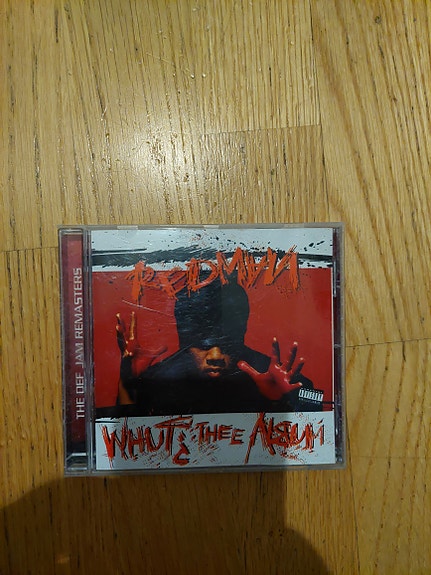 THE DEF JAM REMASTERS
REDMAN
WHUT? THEE ALBUM